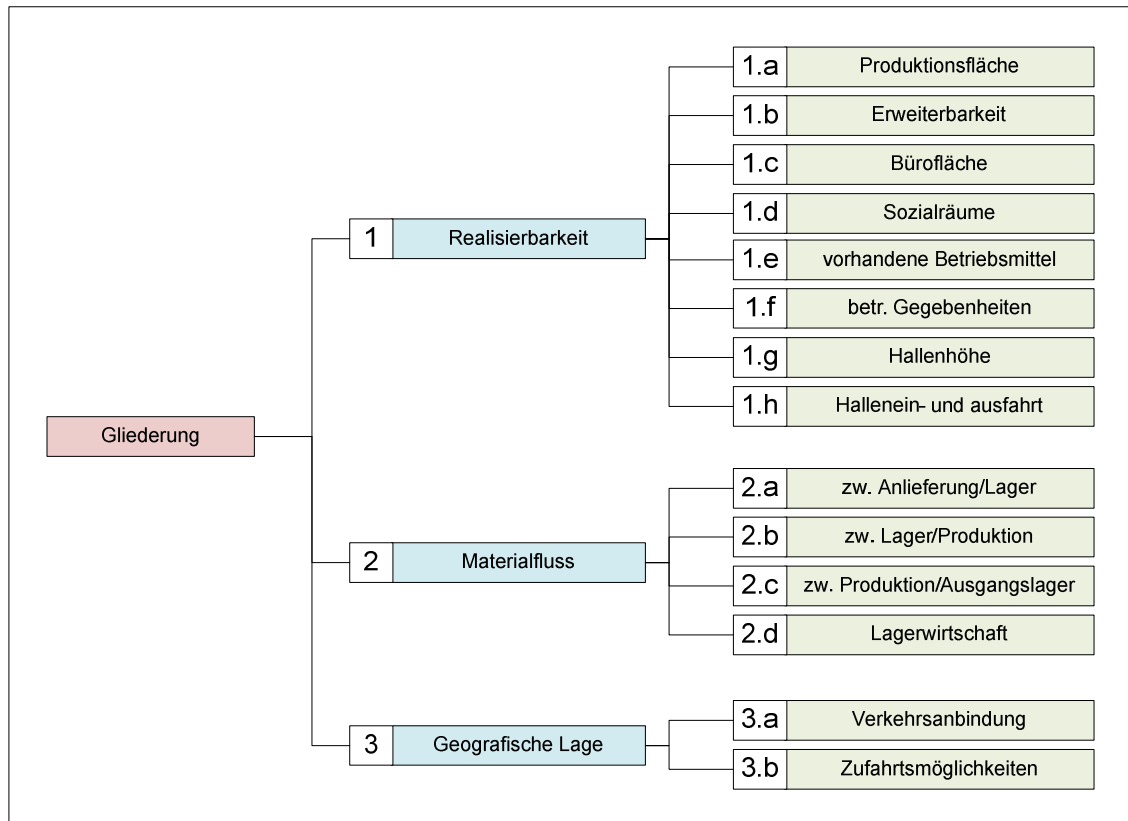 Gliederung
1 Realisierbarkeit
1.a Produktionsfläche
1.b Erweiterbarkeit
1.c Bürofläche
1.d Sozialräume
1.e vorhandene Betriebsmittel
1.f betr. Gegebenheiten
1.g Hallenhöhe
1.h Hallenein- und ausfahrt
2 Materialfluss
2.a zw. Anlieferung/Lager
2.b zw. Lager/Produktion
2.c zw. Produktion/Ausgangslager
2.d Lagerwirtschaft
3 Geografische Lage
3.a Verkehrsanbindung
3.b Zufahrtsmöglichkeiten